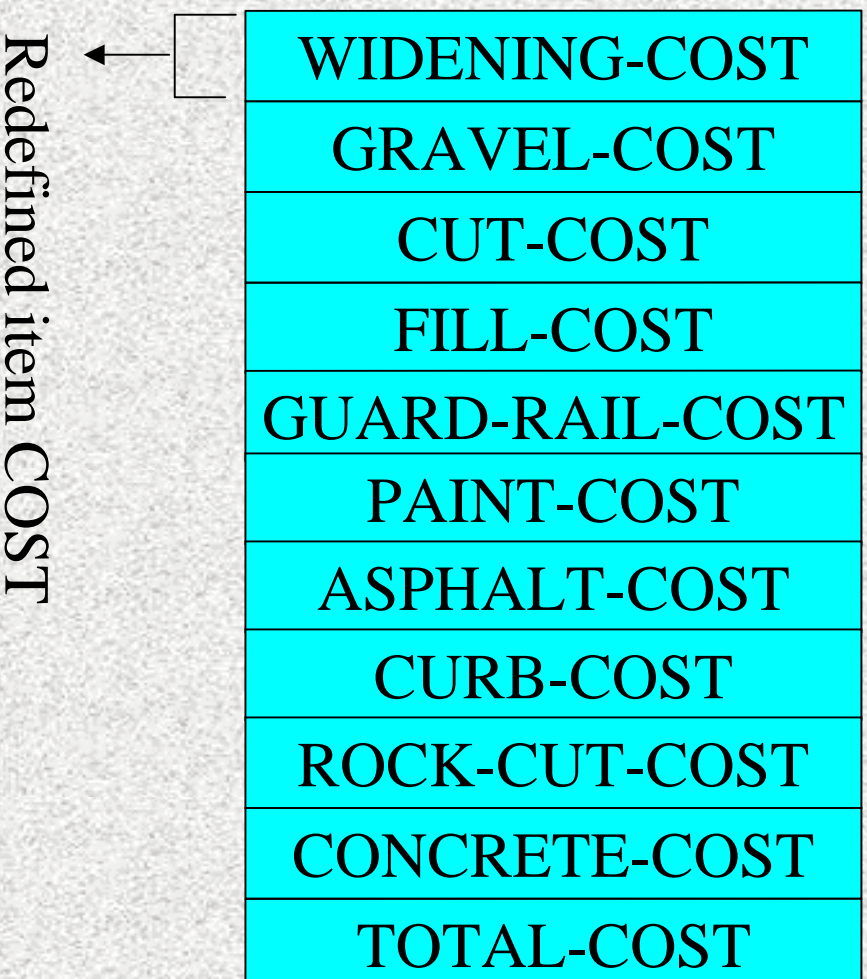 Redefined item COST
WIDENING-COST
GRAVEL-COST
CUT-COST
FILL-COST
GUARD-RAIL-COST
PAINT-COST
ASPHALT-COST
CURB-COST
ROCK-CUT-COST
CONCRETE-COST
TOTAL-COST